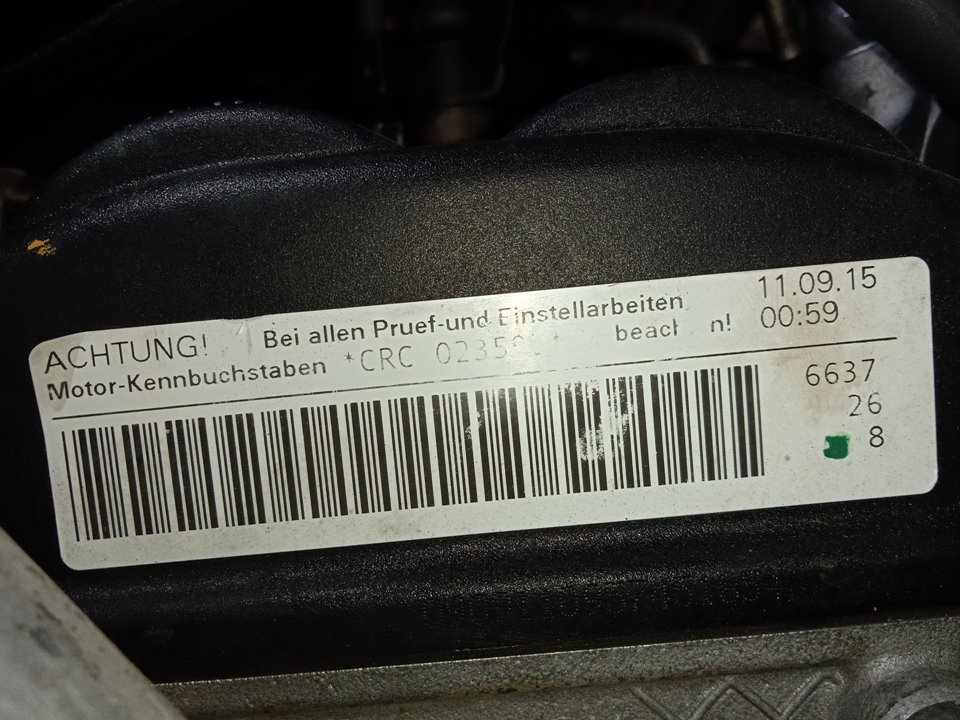 ACHTUNG! Bei allen Pruef-und Einstellarbeiten 11.09.15
Motor-Kennbuchstaben *CRC 00:59
6637
26
8